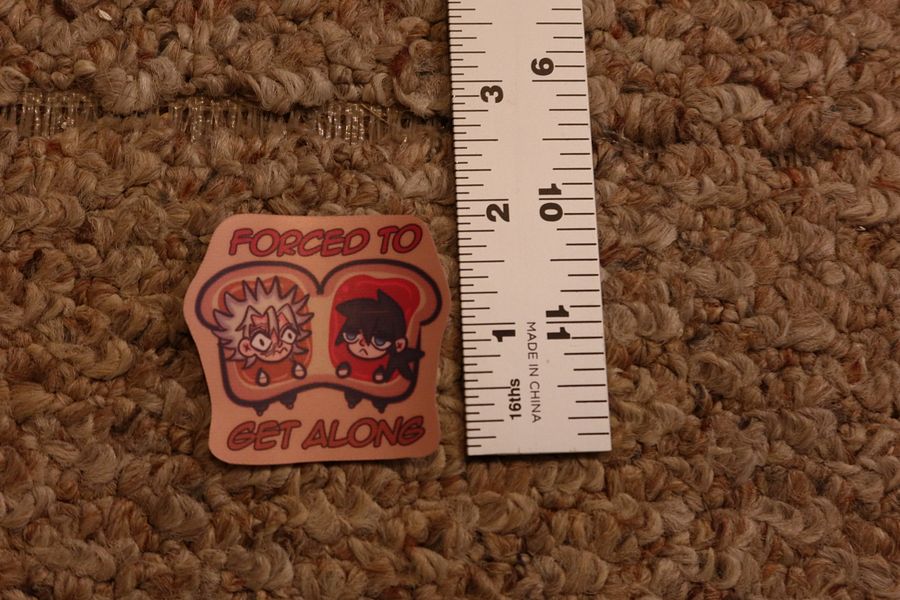 FORCED TO
GET ALONG
3
2
1
16ths
9
10
11
MADE IN CHINA